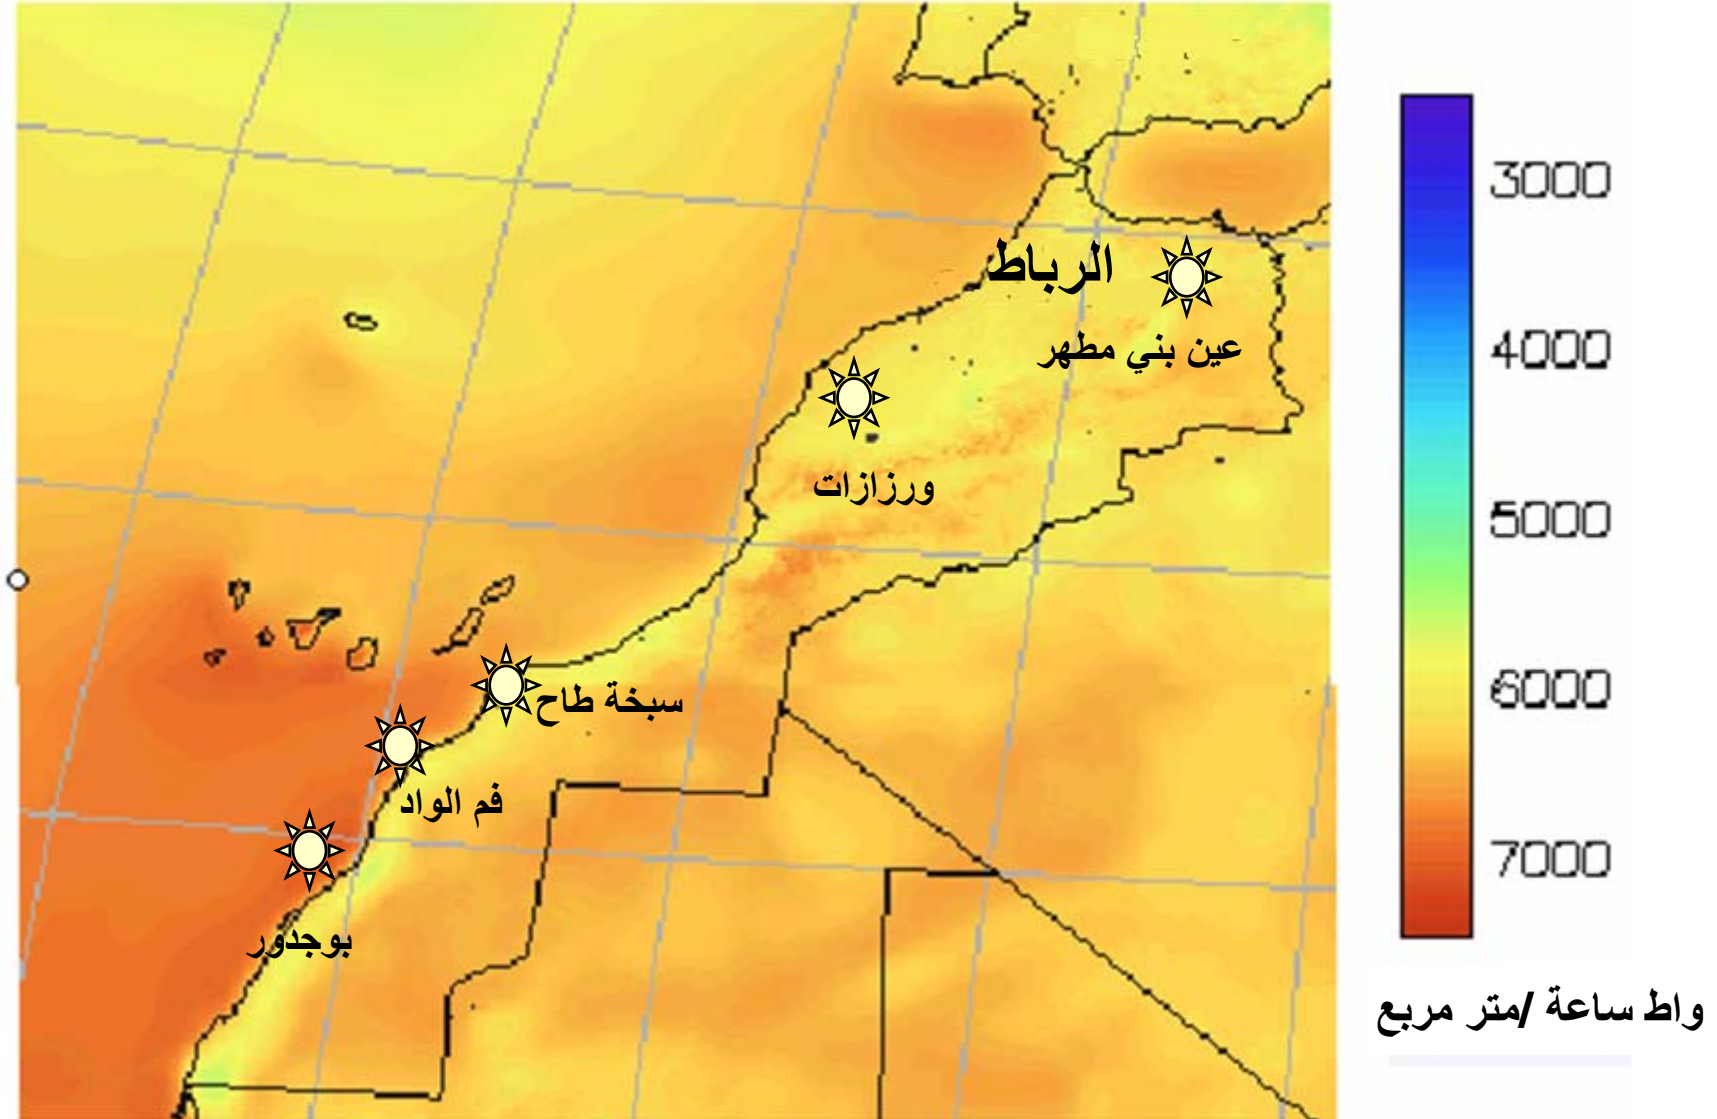 3000
الرباط
عين بني مطهر
4000
ورزازات
5000
6000
سبخة طاح
فم الواد
7000
بوجدور
واط ساعة /متر مربع